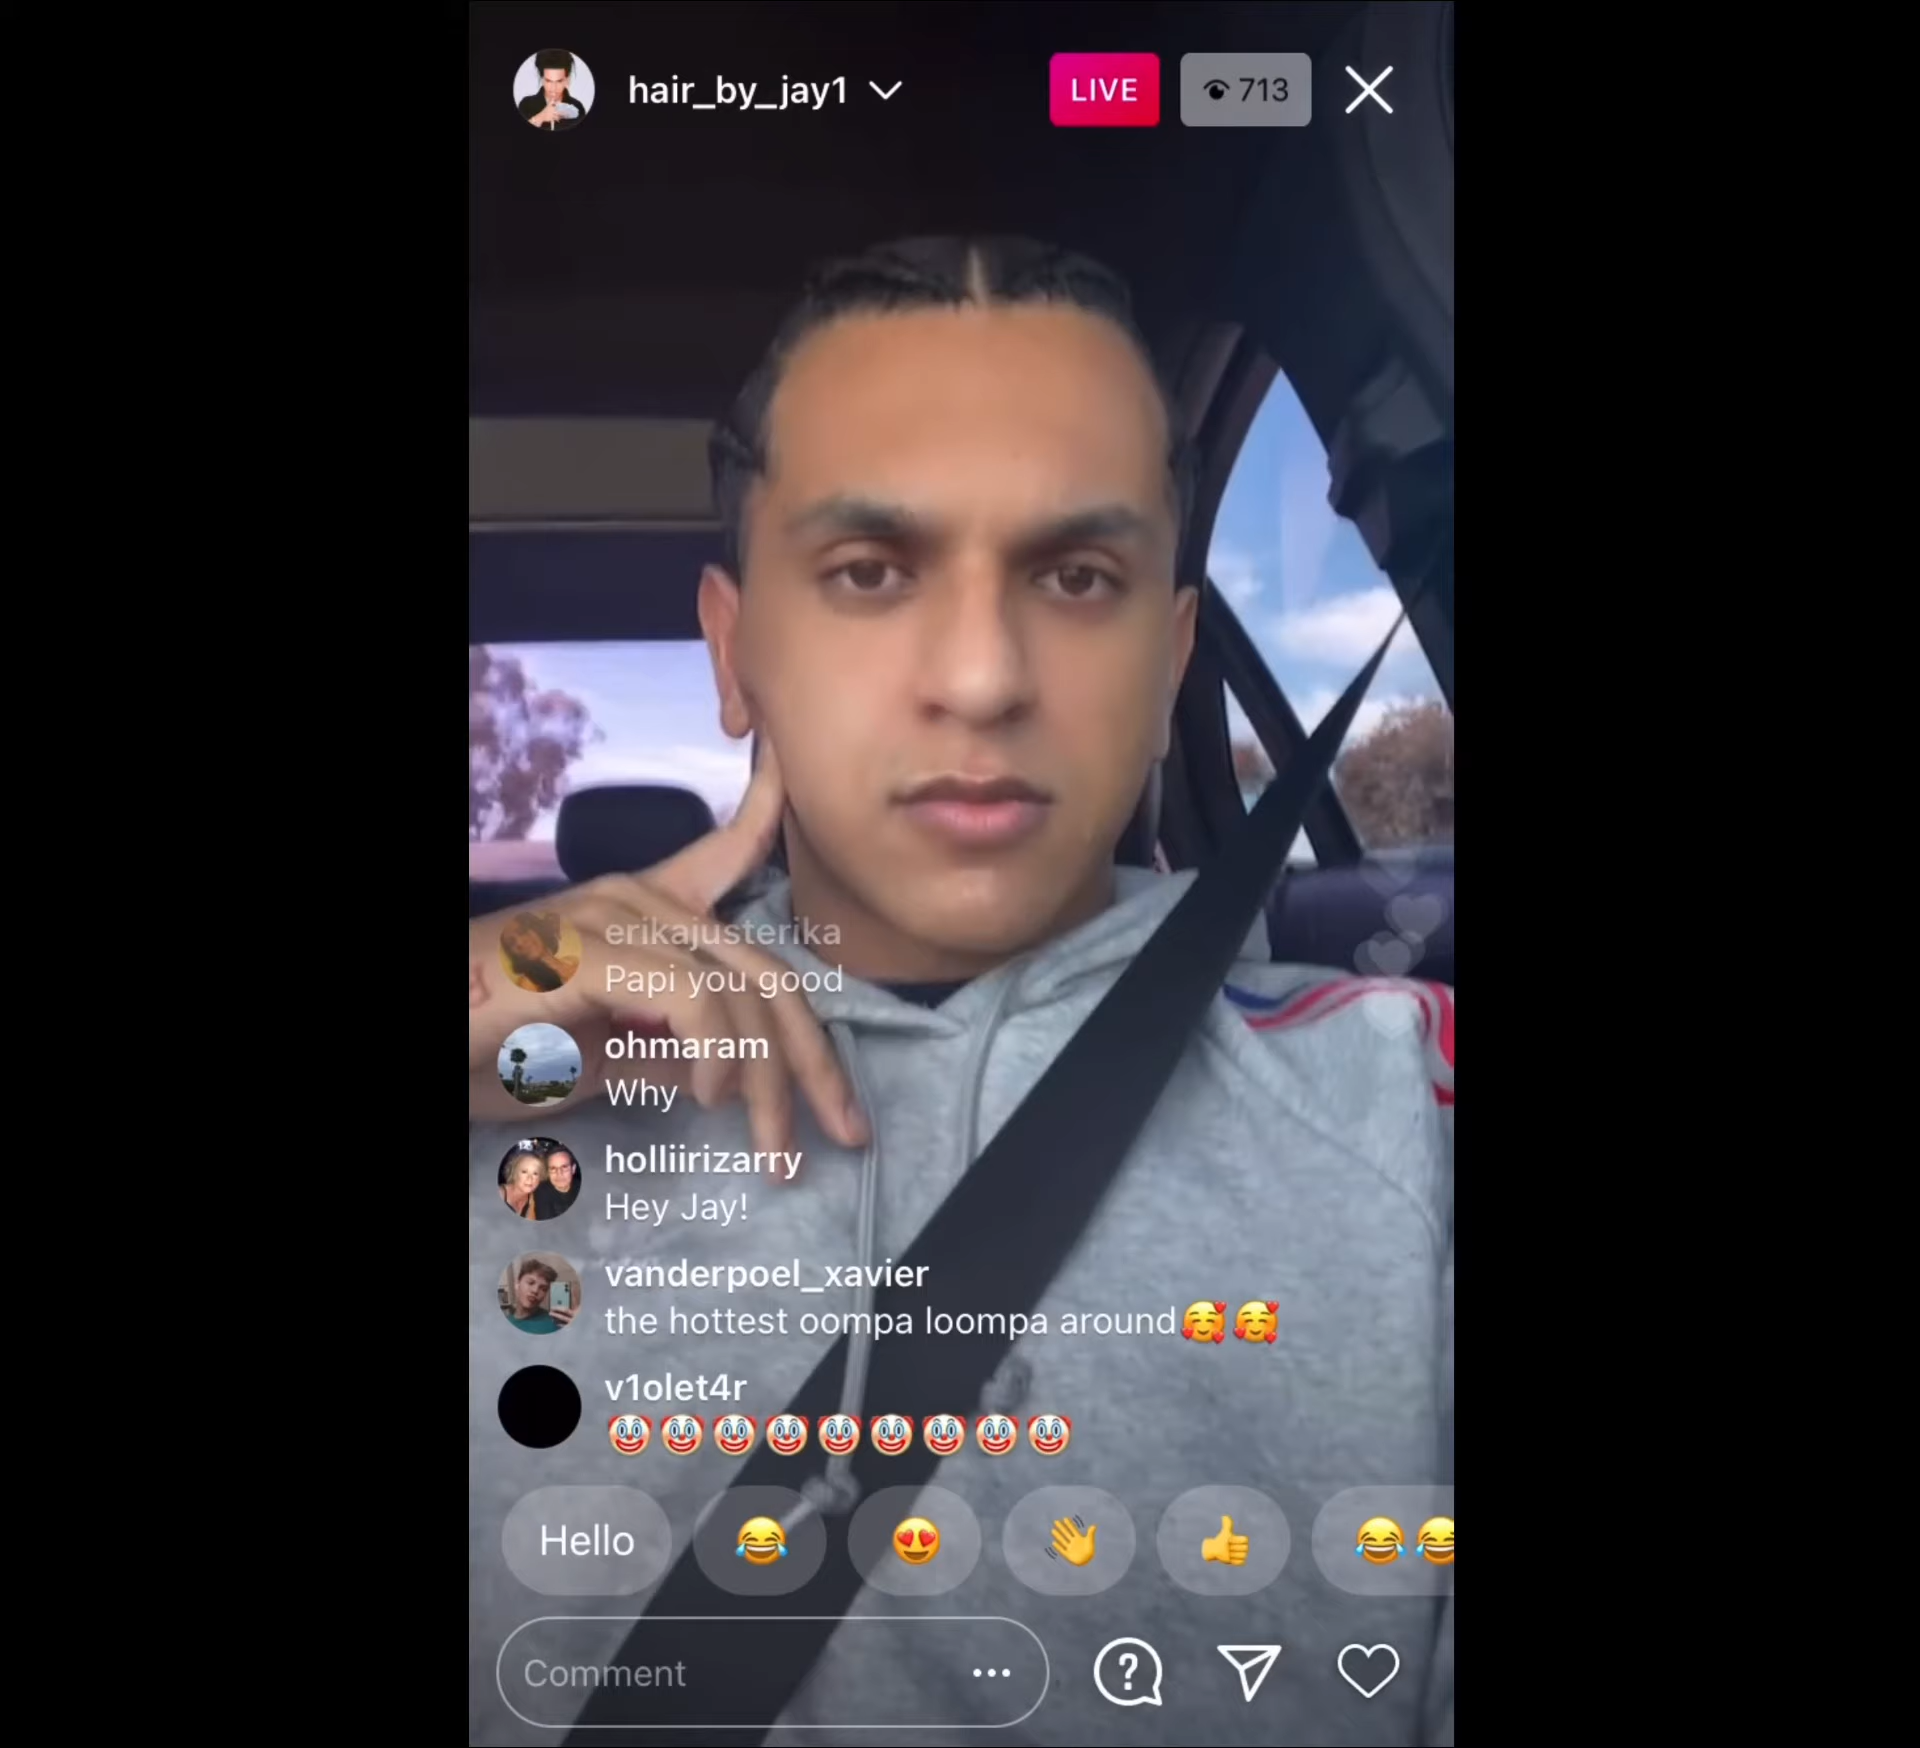 hair_by_jay1
LIVE
713
erikajusterika
Papi you good
ohmaram
Why
holliirizarry
Hey Jay!
vanderpoel_xavier
the hottest oompa loompa around🥰🥰
v1olet4r
🤡🤡🤡🤡🤡🤡🤡🤡🤡
Hello
Comment